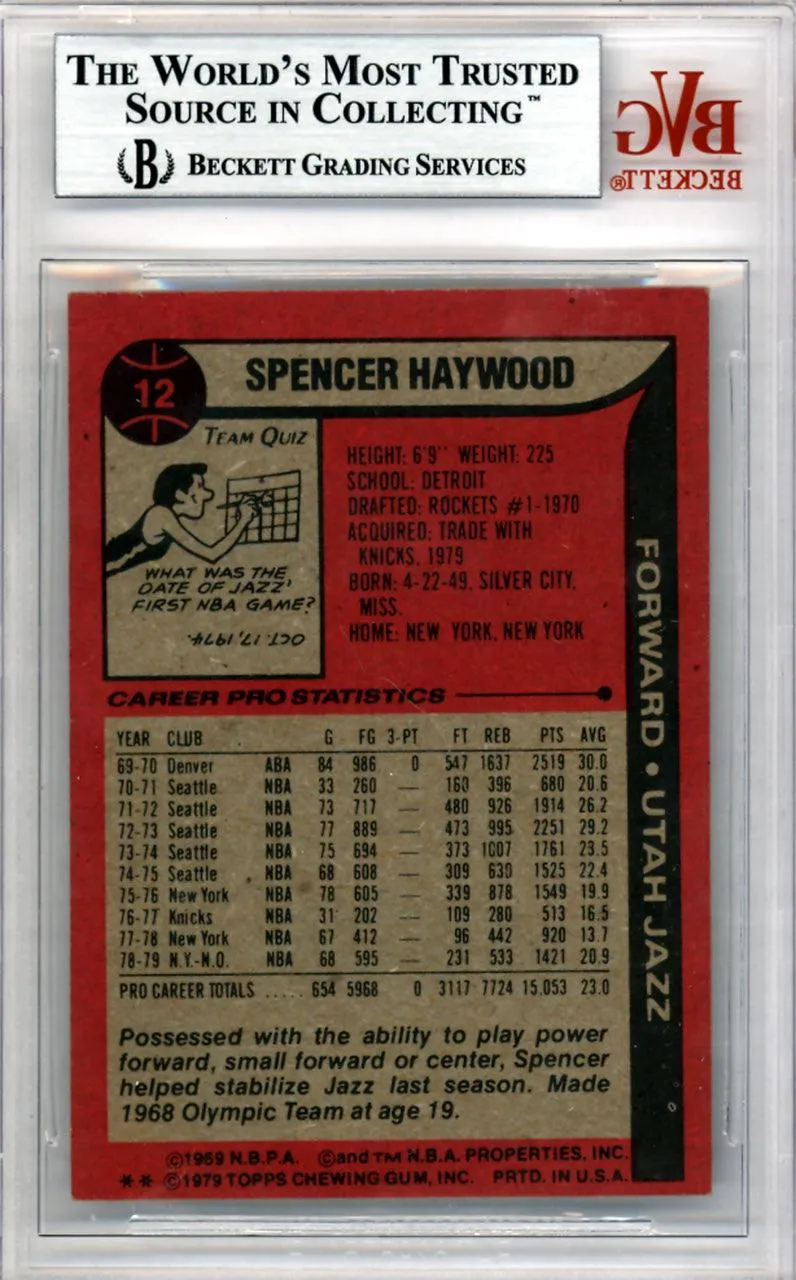 THE WORLD'S MOST TRUSTED
SOURCE IN COLLECTING™
B BECKETT GRADING SERVICES
BVG
BECKETT®
12
SPENCER HAYWOOD
TEAM QUIZ
WHAT WAS THE
DATE OF JAZZ'
FIRST NBA GAME?
OCT. 17, 1974.
HEIGHT: 6'9" WEIGHT: 225
SCHOOL: DETROIT
DRAFTED: ROCKETS #1-1970
ACQUIRED: TRADE WITH
KNICKS, 1979
BORN: 4-22-49, SILVER CITY,
MISS.
HOME: NEW YORK, NEW YORK
FORWARD • UTAH JAZZ
CAREER PRO STATISTICS
YEAR CLUB G FG 3-PT FT REB PTS AVG
69-70 Denver ABA 84 986 0 547 1637 2519 30.0
70-71 Seattle NBA 33 260 — 160 396 680 20.6
71-72 Seattle NBA 73 717 — 480 926 1914 26.2
72-73 Seattle NBA 77 889 — 473 995 2251 29.2
73-74 Seattle NBA 75 694 — 373 1007 1761 23.5
74-75 Seattle NBA 68 608 — 309 630 1525 22.4
75-76 New York NBA 78 605 — 339 878 1549 19.9
76-77 Knicks NBA 31 202 — 109 280 513 16.5
77-78 New York NBA 67 412 — 96 442 920 13.7
78-79 N.Y.-N.O. NBA 68 595 — 231 533 1421 20.9
PRO CAREER TOTALS ..... 654 5968 0 3117 7724 15.053 23.0
Possessed with the ability to play power
forward, small forward or center, Spencer
helped stabilize Jazz last season. Made
1968 Olympic Team at age 19.
©1969 N.B.P.A. ©and TM N.B.A. PROPERTIES, INC.
** ©1979 TOPPS CHEWING GUM, INC. PRTD. IN U.S.A.